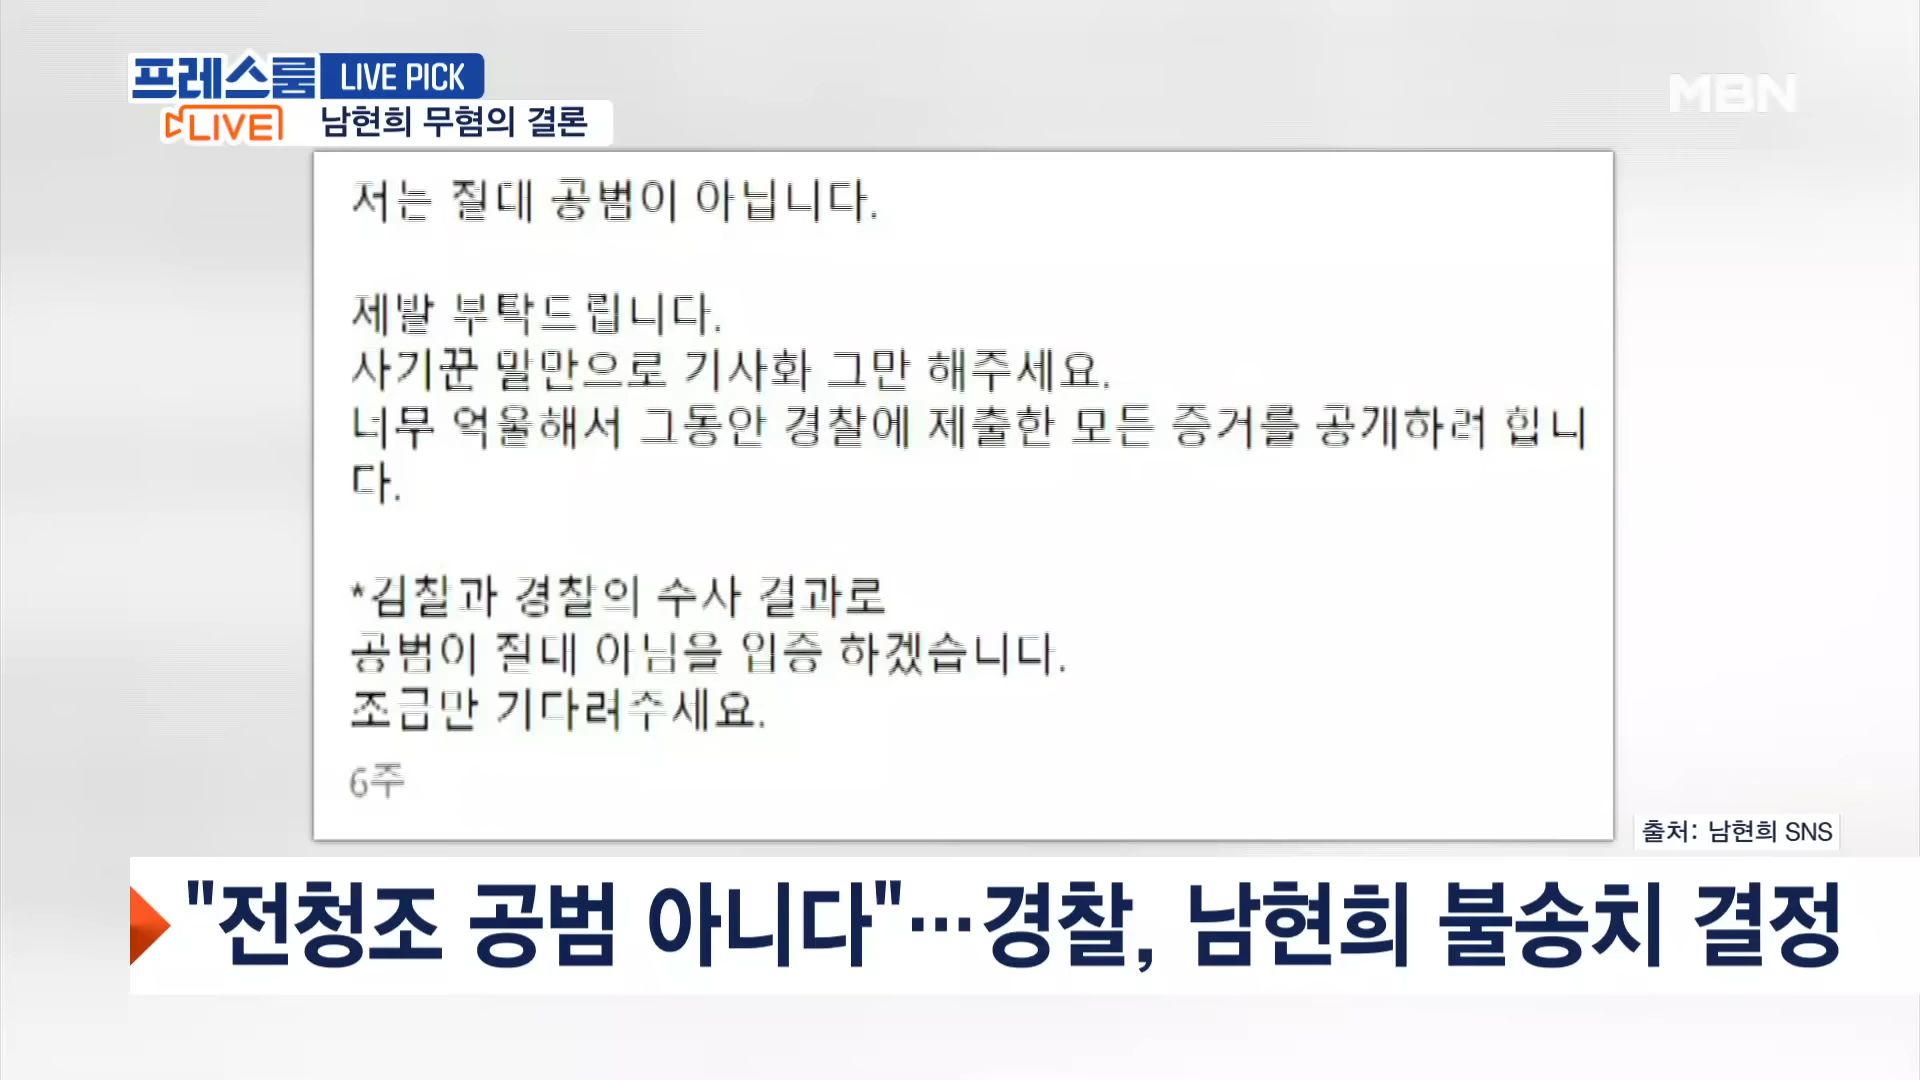 프레스룸 LIVE PICK
LIVE 남현희 무혐의 결론
MBN
저는 절대 공범이 아닙니다.
제발 부탁드립니다.
사기꾼 말만으로 기사화 그만 해주세요.
너무 억울해서 그동안 경찰에 제출한 모든 증거를 공개하려 합니
다.
*검찰과 경찰의 수사 결과로
공범이 절대 아님을 입증 하겠습니다.
조금만 기다려주세요.
6주
출처: 남현희 SNS
"전청조 공범 아니다"…경찰, 남현희 불송치 결정